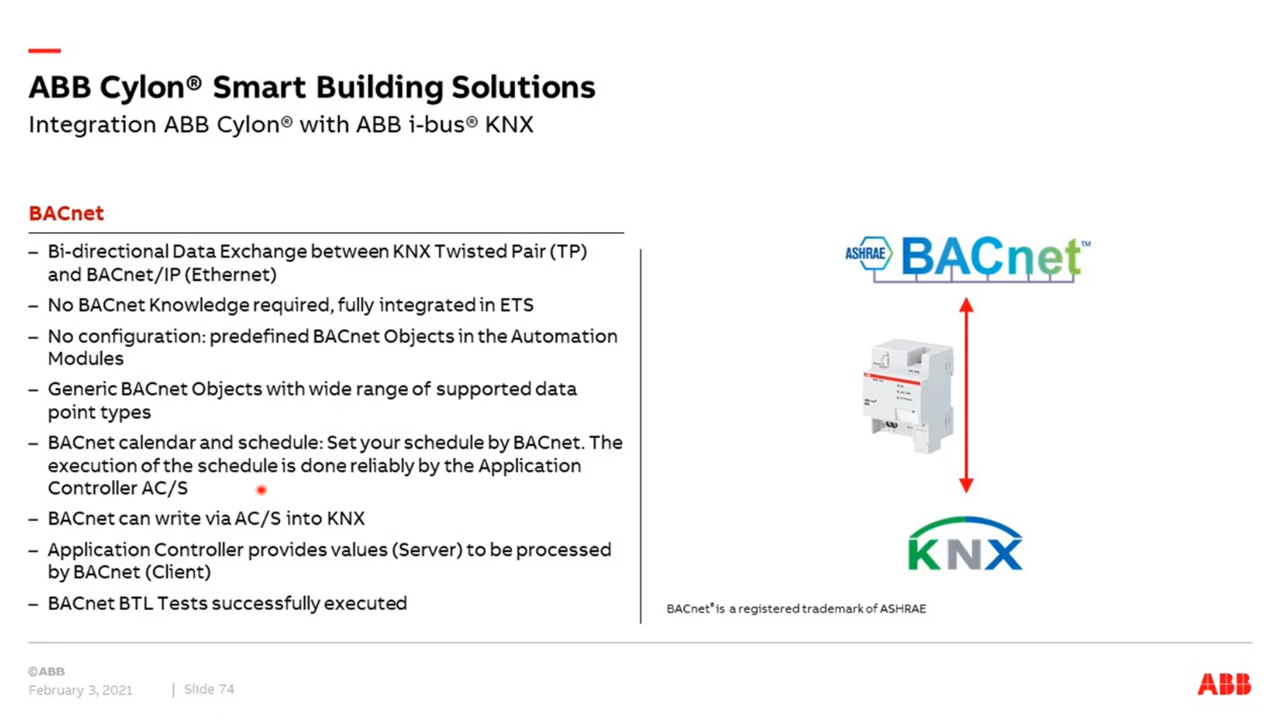 ABB Cylon® Smart Building Solutions
Integration ABB Cylon® with ABB i-bus® KNX
BACnet
– Bi-directional Data Exchange between KNX Twisted Pair (TP)
and BACnet/IP (Ethernet)
– No BACnet Knowledge required, fully integrated in ETS
– No configuration: predefined BACnet Objects in the Automation
Modules
– Generic BACnet Objects with wide range of supported data
point types
– BACnet calendar and schedule: Set your schedule by BACnet. The
execution of the schedule is done reliably by the Application
Controller AC/S
– BACnet can write via AC/S into KNX
– Application Controller provides values (Server) to be processed
by BACnet (Client)
– BACnet BTL Tests successfully executed
ASHRAE BACnet™
KNX
BACnet® is a registered trademark of ASHRAE
©ABB
February 3, 2021 | Slide 74
ABB